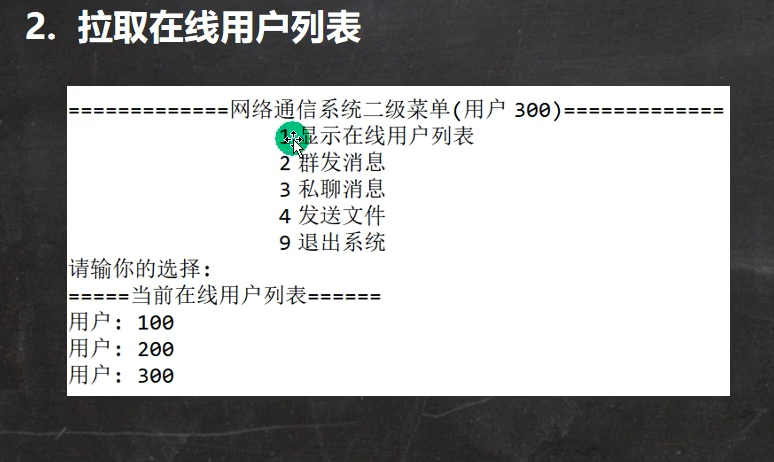 2. 拉取在线用户列表
=============网络通信系统二级菜单(用户 300)=============
1 显示在线用户列表
2 群发消息
3 私聊消息
4 发送文件
9 退出系统
请输你的选择:
=====当前在线用户列表======
用户: 100
用户: 200
用户: 300